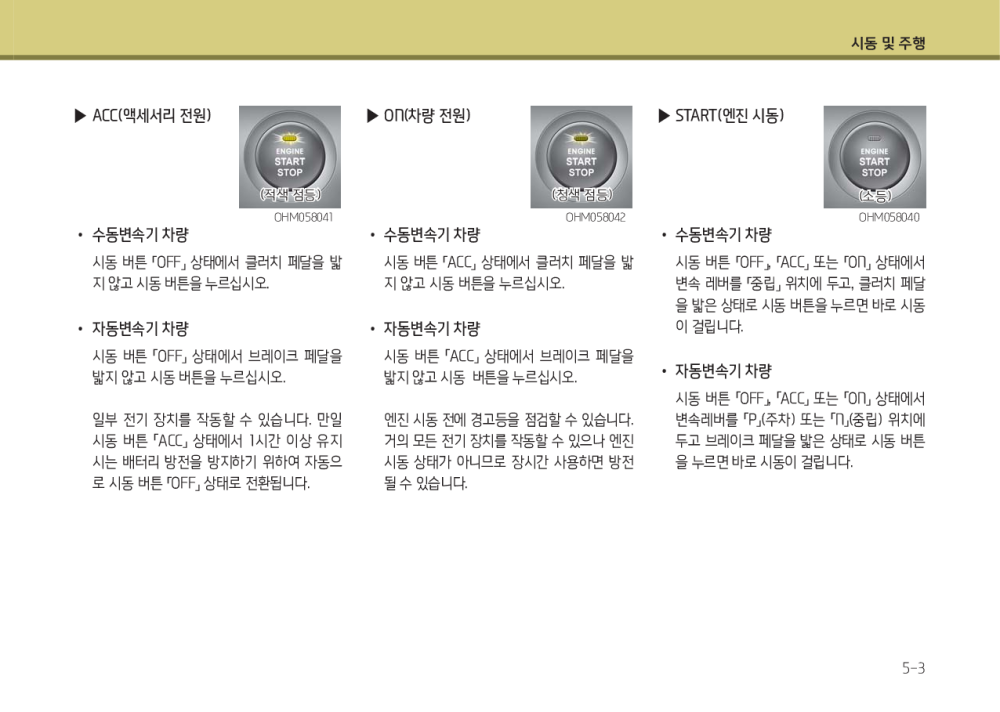 시동 및 주행
▶ ACC(액세서리 전원)
ENGINE
START
STOP
(적색 점등)
OHM058041
• 수동변속기 차량
시동 버튼 「OFF」 상태에서 클러치 페달을 밟
지 않고 시동 버튼을 누르십시오.
• 자동변속기 차량
시동 버튼 「OFF」 상태에서 브레이크 페달을
밟지 않고 시동 버튼을 누르십시오.
일부 전기 장치를 작동할 수 있습니다. 만일
시동 버튼 「ACC」 상태에서 1시간 이상 유지
시는 배터리 방전을 방지하기 위하여 자동으
로 시동 버튼 「OFF」 상태로 전환됩니다.
▶ ON(차량 전원)
ENGINE
START
STOP
(청색 점등)
OHM058042
• 수동변속기 차량
시동 버튼 「ACC」 상태에서 클러치 페달을 밟
지 않고 시동 버튼을 누르십시오.
• 자동변속기 차량
시동 버튼 「ACC」 상태에서 브레이크 페달을
밟지 않고 시동 버튼을 누르십시오.
엔진 시동 전에 경고등을 점검할 수 있습니다.
거의 모든 전기 장치를 작동할 수 있으나 엔진
시동 상태가 아니므로 장시간 사용하면 방전
될 수 있습니다.
▶ START(엔진 시동)
ENGINE
START
STOP
(소등)
OHM058040
• 수동변속기 차량
시동 버튼 「OFF」, 「ACC」 또는 「ON」 상태에서
변속 레버를 「중립」 위치에 두고, 클러치 페달
을 밟은 상태로 시동 버튼을 누르면 바로 시동
이 걸립니다.
• 자동변속기 차량
시동 버튼 「OFF」, 「ACC」 또는 「ON」 상태에서
변속레버를 「P」(주차) 또는 「N」(중립) 위치에
두고 브레이크 페달을 밟은 상태로 시동 버튼
을 누르면 바로 시동이 걸립니다.
5-3